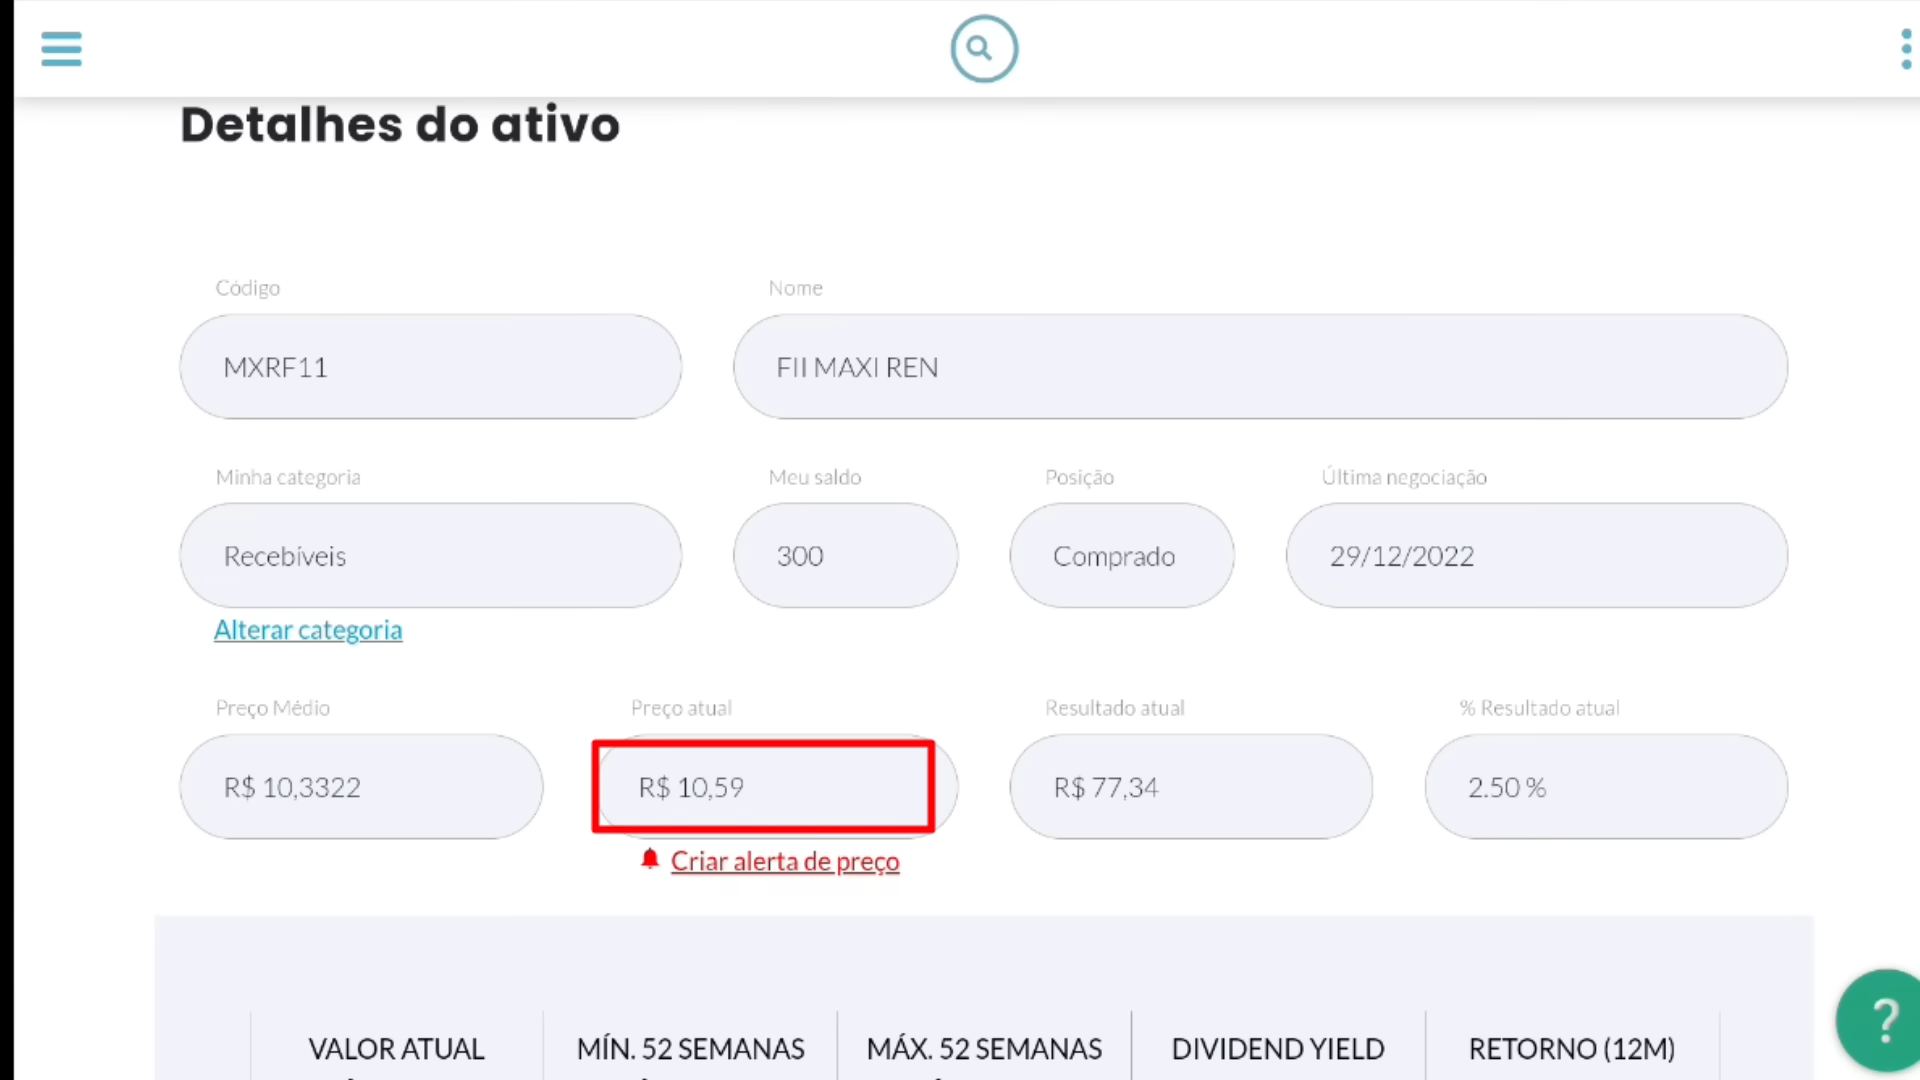 Detalhes do ativo
Código
Nome
MXRF11
FII MAXI REN
Minha categoria
Meu saldo
Posição
Última negociação
Recebíveis
300
Comprado
29/12/2022
Alterar categoria
Preço Médio
Preço atual
Resultado atual
% Resultado atual
R$ 10,3322
R$ 10,59
R$ 77,34
2.50 %
Criar alerta de preço
VALOR ATUAL
MÍN. 52 SEMANAS
MÁX. 52 SEMANAS
DIVIDEND YIELD
RETORNO (12M)
?